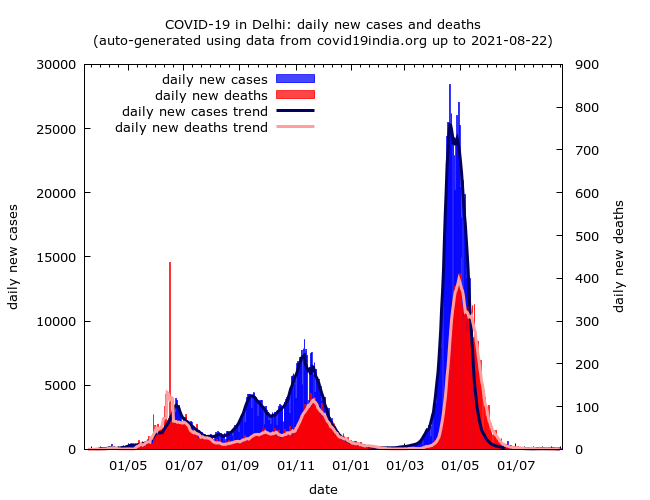 COVID-19 in Delhi: daily new cases and deaths
(auto-generated using data from covid19india.org up to 2021-08-22)
daily new cases
daily new deaths
daily new cases trend
daily new deaths trend
daily new cases
30000
25000
20000
15000
10000
5000
0
900
800
700
600
500
400
300
200
100
0
daily new deaths
01/05 01/07 01/09 01/11 01/01 01/03 01/05 01/07
date